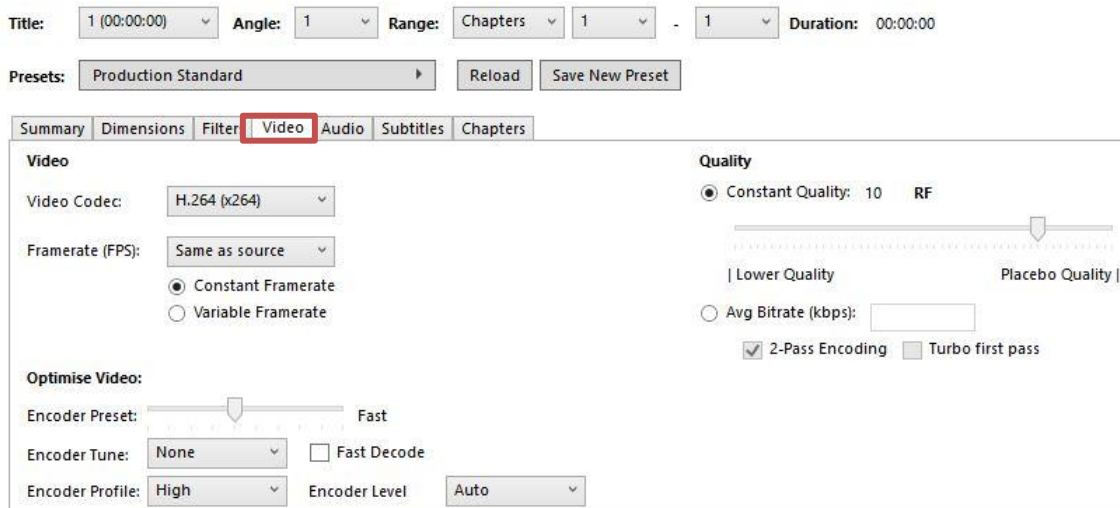 Title: 1 (00:00:00) Angle: 1 Range: Chapters 1 - 1 Duration: 00:00:00
Presets: Production Standard Reload Save New Preset
Summary Dimensions Filter Video Audio Subtitles Chapters
Video Quality
Video Codec: H.264 (x264) Constant Quality: 10 RF
Framerate (FPS): Same as source
| Lower Quality Placebo Quality |
Constant Framerate
Variable Framerate Avg Bitrate (kbps):
2-Pass Encoding Turbo first pass
Optimise Video:
Encoder Preset: Fast
Encoder Tune: None Fast Decode
Encoder Profile: High Encoder Level Auto